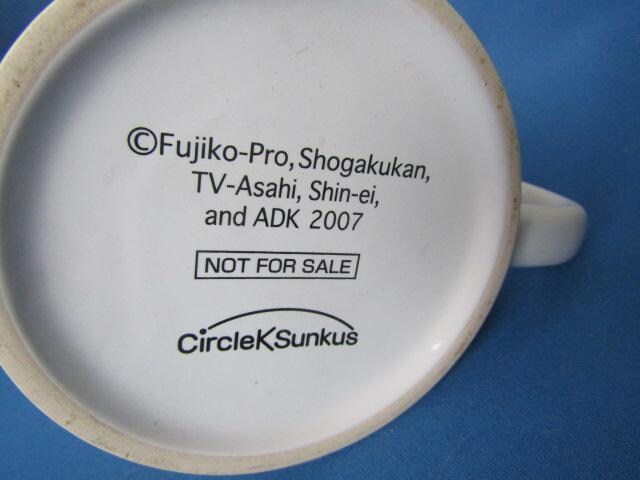 ©Fujiko-Pro, Shogakukan,
TV-Asahi, Shin-ei,
and ADK 2007
NOT FOR SALE
CircleKSunkus